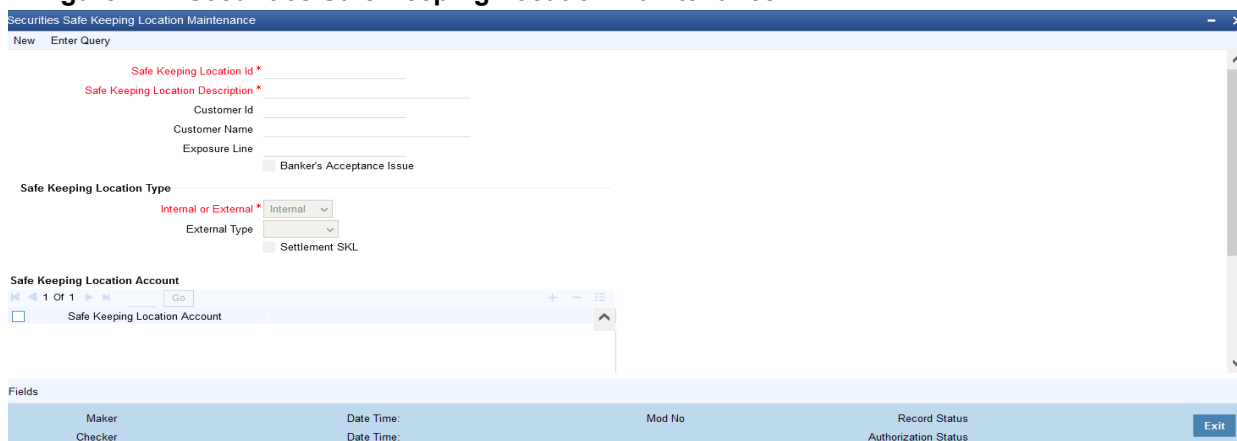 Securities Safe Keeping Location Maintenance
New Enter Query
Safe Keeping Location Id *
Safe Keeping Location Description *
Customer Id
Customer Name
Exposure Line
Banker's Acceptance Issue
Safe Keeping Location Type
Internal or External * Internal
External Type
Settlement SKL
Safe Keeping Location Account
1 Of 1 Go
Safe Keeping Location Account
Fields
Maker Date Time: Mod No Record Status
Checker Date Time: Authorization Status
Exit